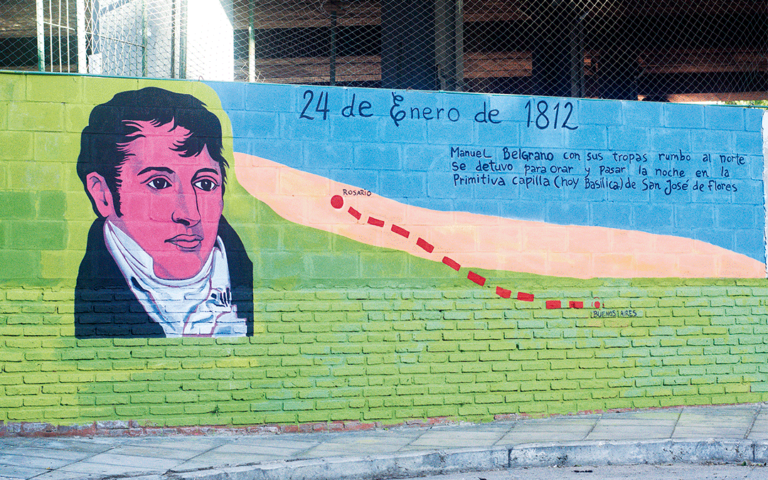 24 de Enero de 1812
Manuel Belgrano con sus tropas rumbo al norte
se detuvo para orar y pasar la noche en la
Primitiva capilla (hoy Basílica) de San José de Flores
ROSARIO
BUENOS AIRES